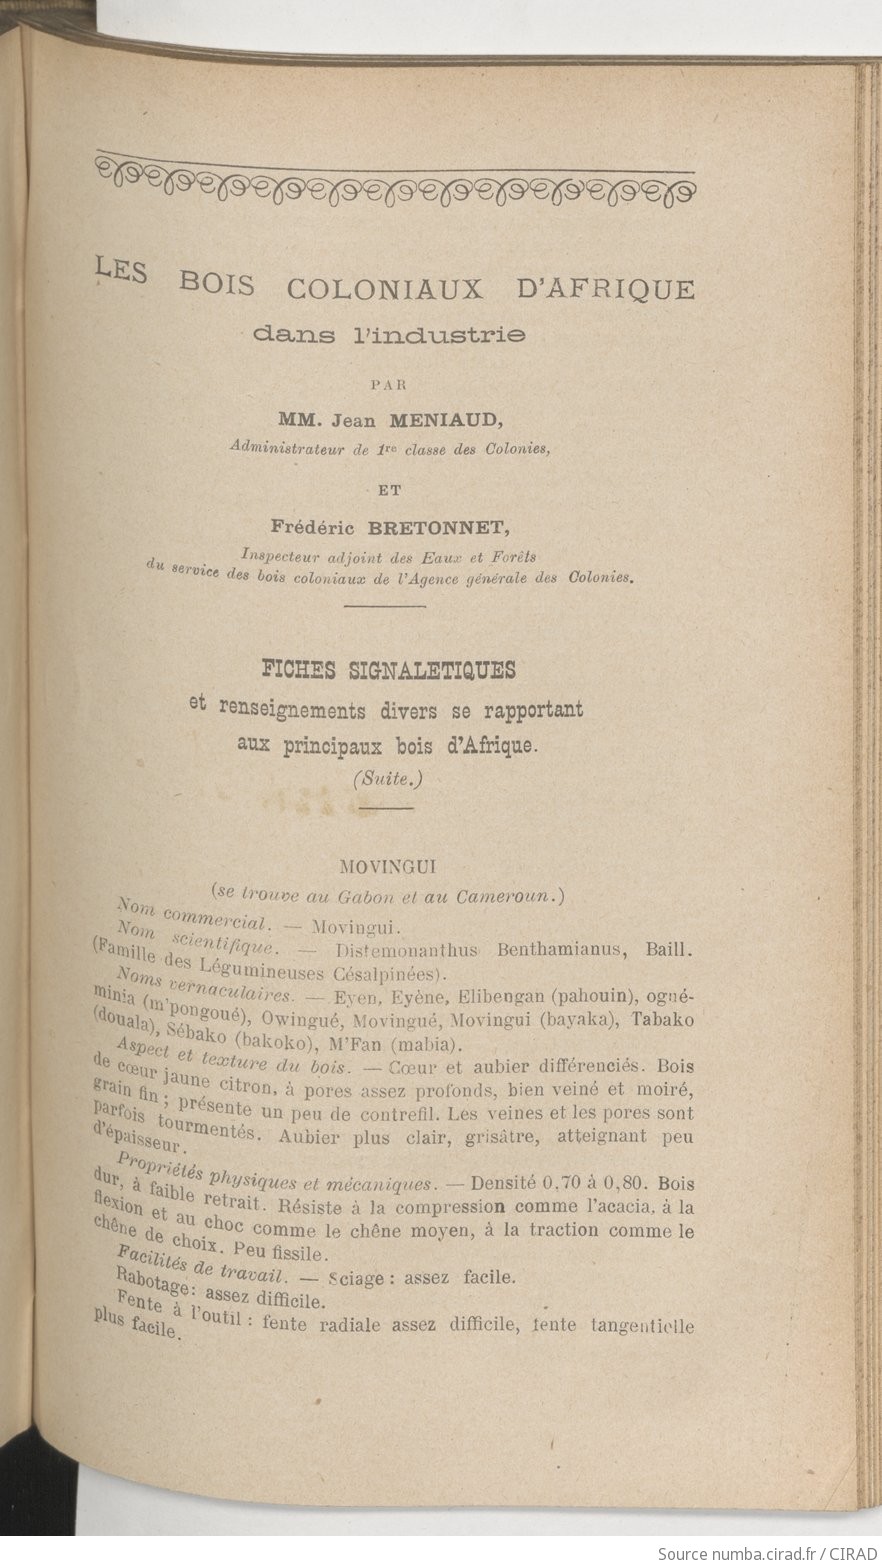 LES BOIS COLONIAUX D'AFRIQUE
dans l'industrie
PAR
MM. Jean MENIAUD,
Administrateur de 1re classe des Colonies,
ET
Frédéric BRETONNET,
Inspecteur adjoint des Eaux et Forêts
du service des bois coloniaux de l'Agence générale des Colonies.
FICHES SIGNALETIQUES
et renseignements divers se rapportant
aux principaux bois d'Afrique.
(Suite.)
MOVINGUI
(se trouve au Gabon et au Cameroun.)
Nom commercial. — Movingui.
Nom scientifique. — Distemonanthus Benthamianus, Baill.
(Famille des Légumineuses Césalpinées).
Noms vernaculaires. — Eyen, Eyène, Elibengan (pahouin), ogné-
minia (m'pongoué), Owingué, Movingué, Movingui (bayaka), Tabako
(douala), Sébako (bakoko), M'Fan (mabia).
Aspect et texture du bois. — Cœur et aubier différenciés. Bois
de cœur jaune citron, à pores assez profonds, bien veiné et moiré,
grain fin ; présente un peu de contrefil. Les veines et les pores sont
parfois tourmentés. Aubier plus clair, grisâtre, atteignant peu
d'épaisseur.
Propriétés physiques et mécaniques. — Densité 0,70 à 0,80. Bois
dur, à faible retrait. Résiste à la compression comme l'acacia, à la
flexion et au choc comme le chêne moyen, à la traction comme le
chêne de choix. Peu fissile.
Facilités de travail. — Sciage : assez facile.
Rabotage : assez difficile.
Fente à l'outil : fente radiale assez difficile, fente tangentielle
plus facile.
Source numba.cirad.fr / CIRAD